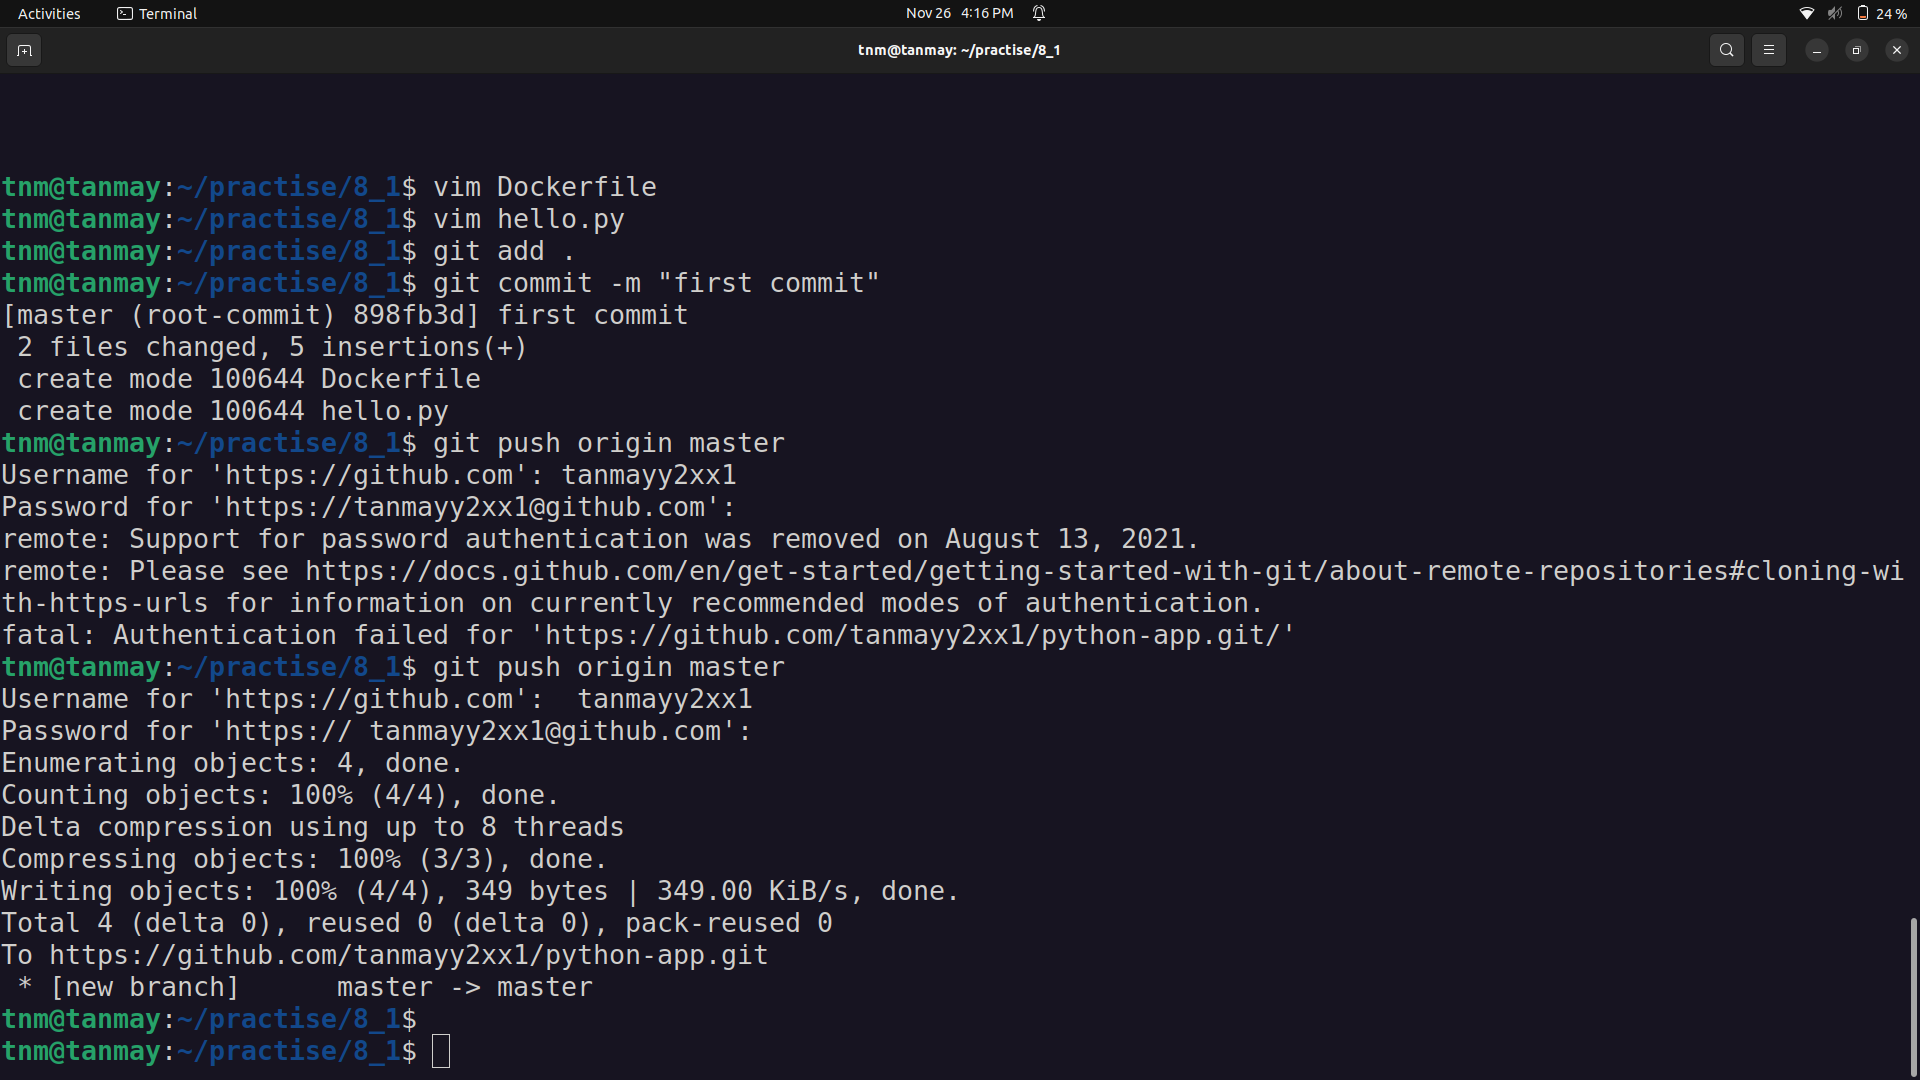 Activities Terminal Nov 26 4:16 PM 24 %
tnm@tanmay: ~/practise/8_1
tnm@tanmay:~/practise/8_1$ vim Dockerfile
tnm@tanmay:~/practise/8_1$ vim hello.py
tnm@tanmay:~/practise/8_1$ git add .
tnm@tanmay:~/practise/8_1$ git commit -m "first commit"
[master (root-commit) 898fb3d] first commit
 2 files changed, 5 insertions(+)
 create mode 100644 Dockerfile
 create mode 100644 hello.py
tnm@tanmay:~/practise/8_1$ git push origin master
Username for 'https://github.com': tanmayy2xx1
Password for 'https://tanmayy2xx1@github.com':
remote: Support for password authentication was removed on August 13, 2021.
remote: Please see https://docs.github.com/en/get-started/getting-started-with-git/about-remote-repositories#cloning-wi
th-https-urls for information on currently recommended modes of authentication.
fatal: Authentication failed for 'https://github.com/tanmayy2xx1/python-app.git/'
tnm@tanmay:~/practise/8_1$ git push origin master
Username for 'https://github.com':  tanmayy2xx1
Password for 'https:// tanmayy2xx1@github.com':
Enumerating objects: 4, done.
Counting objects: 100% (4/4), done.
Delta compression using up to 8 threads
Compressing objects: 100% (3/3), done.
Writing objects: 100% (4/4), 349 bytes | 349.00 KiB/s, done.
Total 4 (delta 0), reused 0 (delta 0), pack-reused 0
To https://github.com/tanmayy2xx1/python-app.git
 * [new branch]      master -> master
tnm@tanmay:~/practise/8_1$
tnm@tanmay:~/practise/8_1$